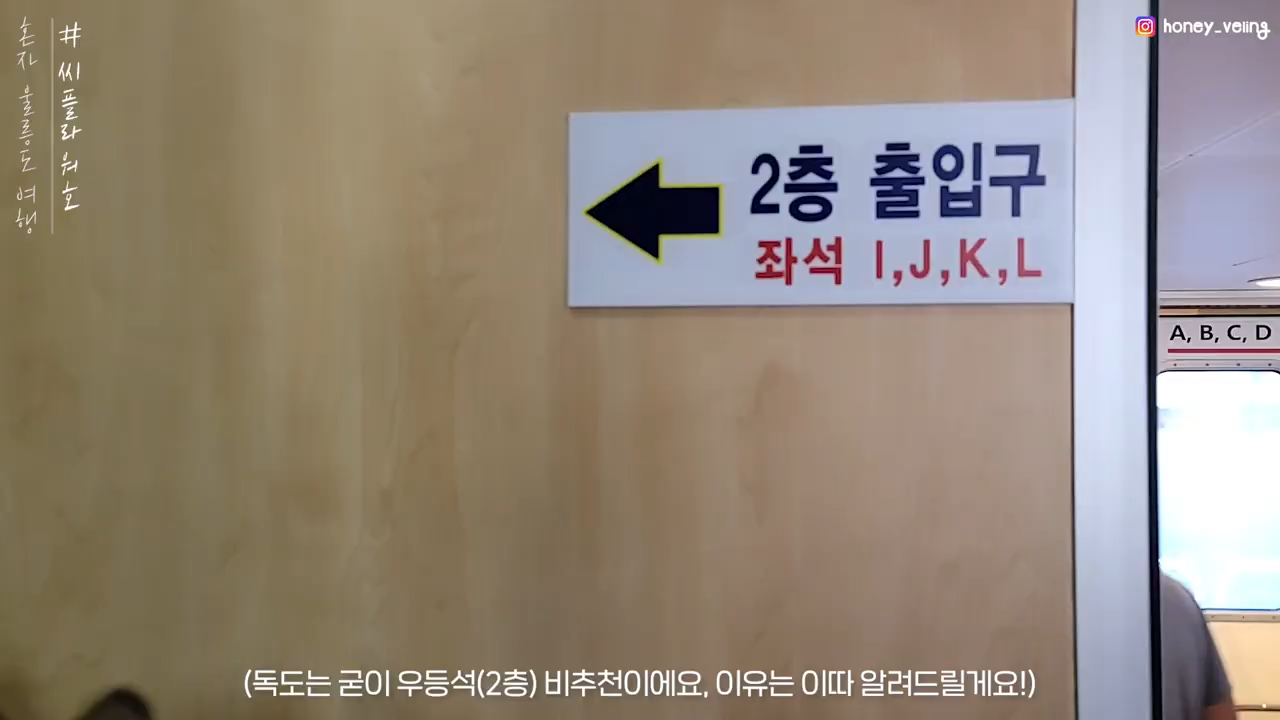 혼자 울릉도 여행
# 씨플라워호
honey_veling
2층 출입구
좌석 I,J,K,L
A, B, C, D
(독도는 굳이 우등석(2층) 비추천이에요, 이유는 이따 알려드릴게요!)